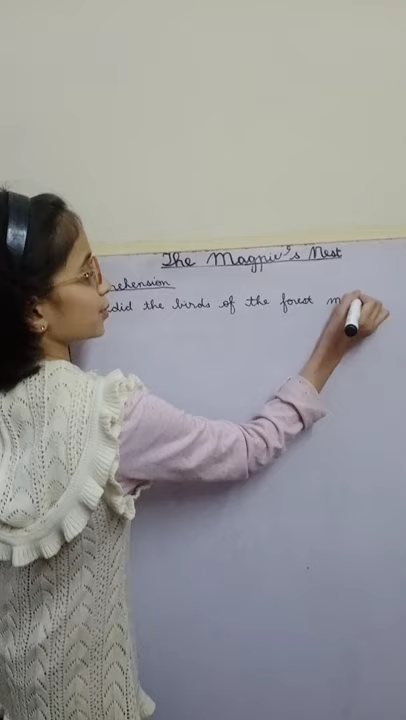 The Magpie's Nest
rehension
did the birds of the forest m